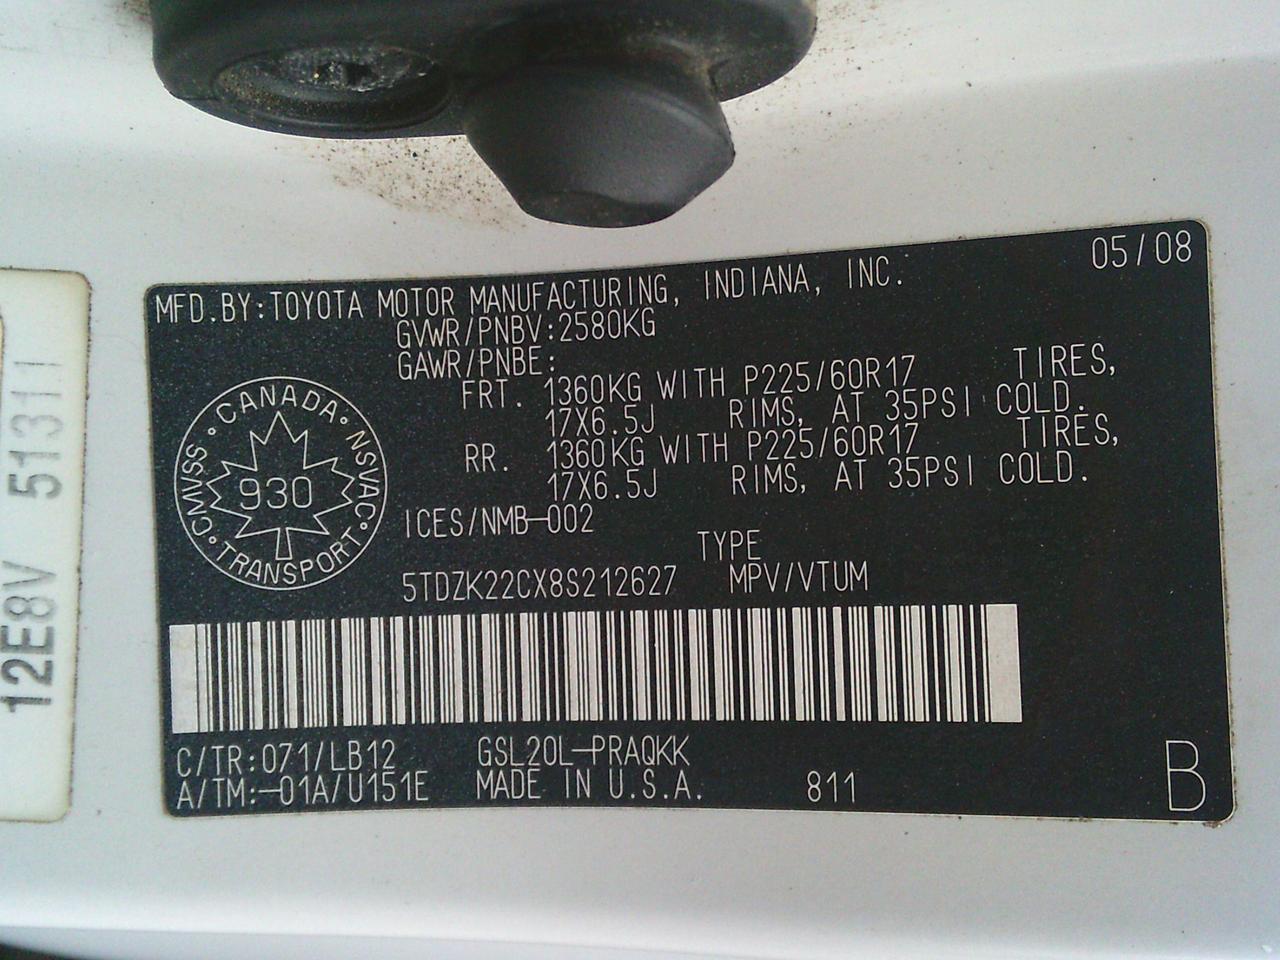 MFD.BY:TOYOTA MOTOR MANUFACTURING, INDIANA, INC. 05/08
GVWR/PNBV:2580KG
GAWR/PNBE:
FRT. 1360KG WITH P225/60R17 TIRES,
17X6.5J RIMS, AT 35PSI COLD.
RR. 1360KG WITH P225/60R17 TIRES,
17X6.5J RIMS, AT 35PSI COLD.
CANADA · NSVAC · TRANSPORT · CMVSS ·
930
ICES/NMB-002
TYPE
5TDZK22CX8S212627 MPV/VTUM
C/TR:071/LB12 GSL20L-PRAQKK
A/TM:-01A/U151E MADE IN U.S.A. 811 B
12E8V 51311